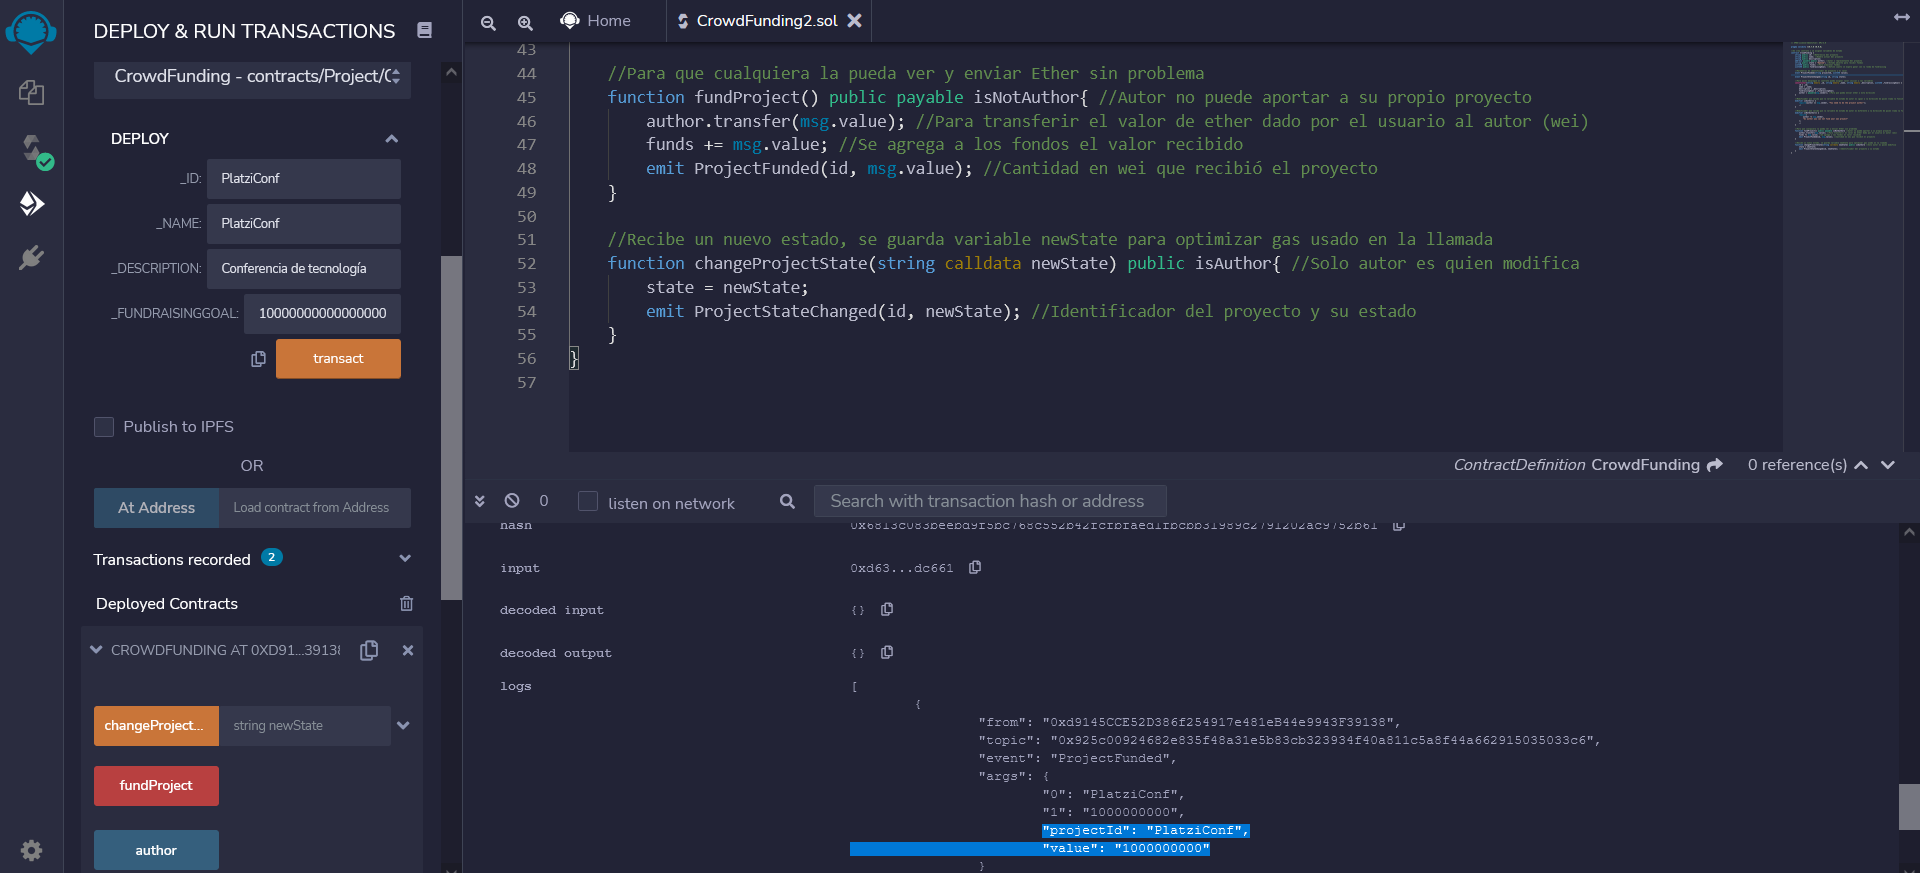 DEPLOY & RUN TRANSACTIONS
CrowdFunding - contracts/Project/C
DEPLOY
_ID: PlatziConf
_NAME: PlatziConf
_DESCRIPTION: Conferencia de tecnología
_FUNDRAISINGGOAL: 10000000000000000
transact
Publish to IPFS
OR
At Address Load contract from Address
Transactions recorded 2
Deployed Contracts
CROWDFUNDING AT 0XD91...39138
changeProject... string newState
fundProject
author
Home CrowdFunding2.sol
43
44 //Para que cualquiera la pueda ver y enviar Ether sin problema
45 function fundProject() public payable isNotAuthor{ //Autor no puede aportar a su propio proyecto
46 author.transfer(msg.value); //Para transferir el valor de ether dado por el usuario al autor (wei)
47 funds += msg.value; //Se agrega a los fondos el valor recibido
48 emit ProjectFunded(id, msg.value); //Cantidad en wei que recibió el proyecto
49 }
50
51 //Recibe un nuevo estado, se guarda variable newState para optimizar gas usado en la llamada
52 function changeProjectState(string calldata newState) public isAuthor{ //Solo autor es quien modifica
53 state = newState;
54 emit ProjectStateChanged(id, newState); //Identificador del proyecto y su estado
55 }
56 }
57
ContractDefinition CrowdFunding 0 reference(s)
0 listen on network Search with transaction hash or address
hash
input 0xd63...dc661
decoded input {}
decoded output {}
logs [
{
"from": "0xd9145CCE52D386f254917e481eB44e9943F39138",
"topic": "0x925c00924682e835f48a31e5b83cb323934f40a811c5a8f44a662915035033c6",
"event": "ProjectFunded",
"args": {
"0": "PlatziConf",
"1": "1000000000",
"projectId": "PlatziConf",
"value": "1000000000"
}